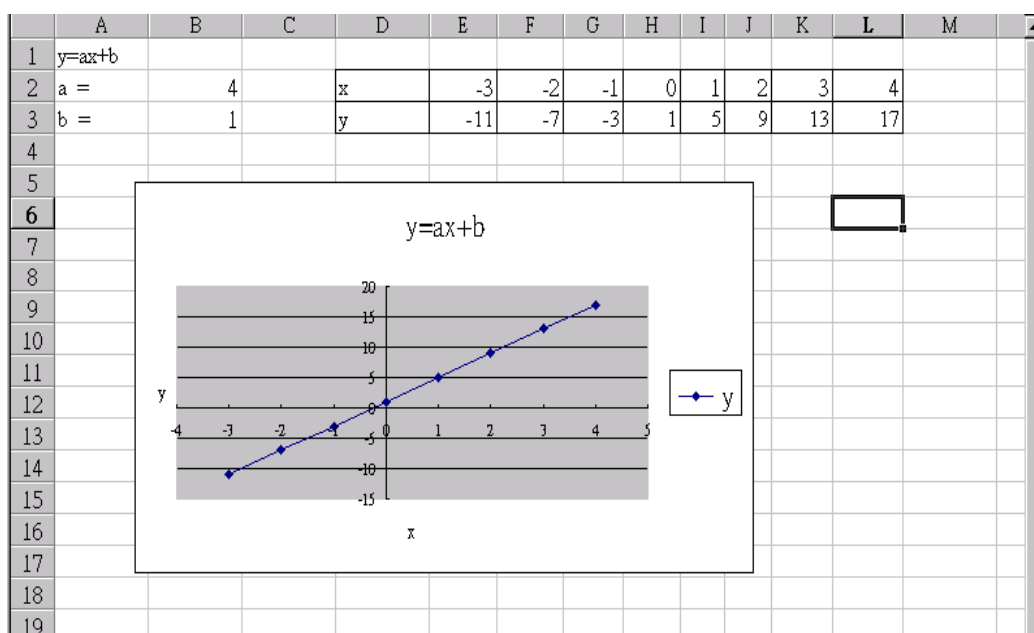 A B C D E F G H I J K L M
1 y=ax+b
2 a = 4 x -3 -2 -1 0 1 2 3 4
3 b = 1 y -11 -7 -3 1 5 9 13 17
4
5
6
7
8
9
10
11
12
13
14
15
16
17
18
19
y=ax+b
20
15
10
5
0
-4 -3 -2 -1 0 1 2 3 4 5
-5
-10
-15
y
x
y